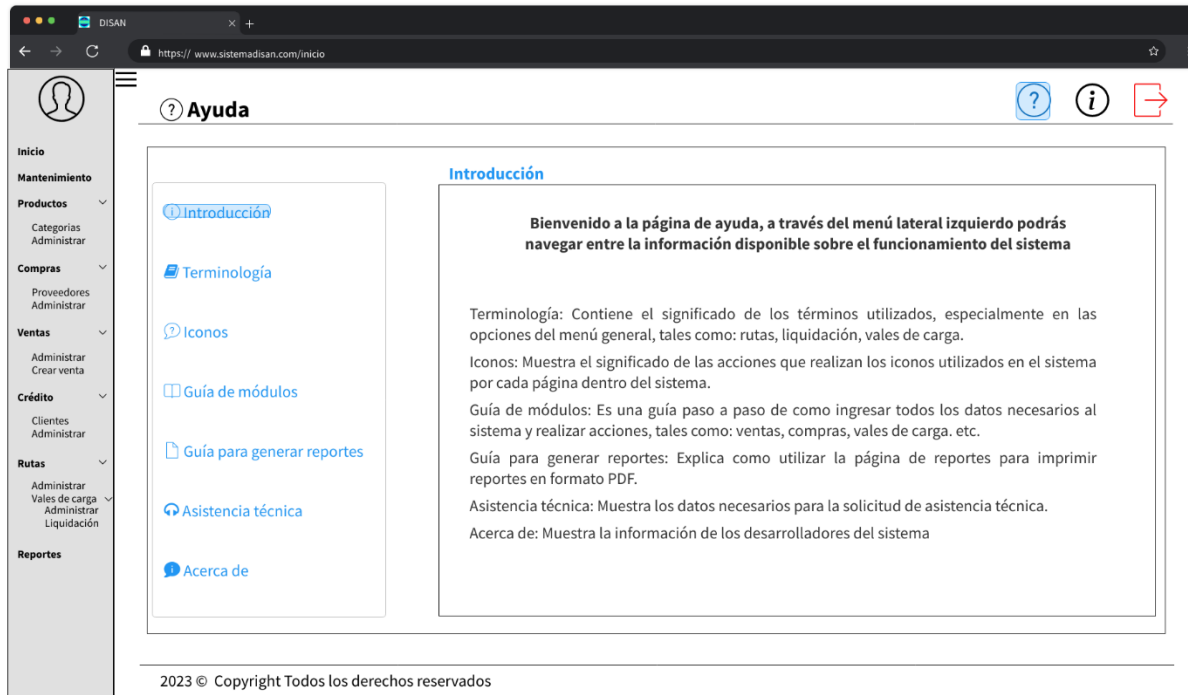 DISAN
https:// www.sistemadisan.com/inicio
Ayuda
Inicio
Mantenimiento
Productos
Categorias
Administrar
Compras
Proveedores
Administrar
Ventas
Administrar
Crear venta
Crédito
Clientes
Administrar
Rutas
Administrar
Vales de carga
Administrar
Liquidación
Reportes
Introducción
Terminología
Iconos
Guía de módulos
Guía para generar reportes
Asistencia técnica
Acerca de
Introducción
Bienvenido a la página de ayuda, a través del menú lateral izquierdo podrás
navegar entre la información disponible sobre el funcionamiento del sistema
Terminología: Contiene el significado de los términos utilizados, especialmente en las
opciones del menú general, tales como: rutas, liquidación, vales de carga.
Iconos: Muestra el significado de las acciones que realizan los iconos utilizados en el sistema
por cada página dentro del sistema.
Guía de módulos: Es una guía paso a paso de como ingresar todos los datos necesarios al
sistema y realizar acciones, tales como: ventas, compras, vales de carga. etc.
Guía para generar reportes: Explica como utilizar la página de reportes para imprimir
reportes en formato PDF.
Asistencia técnica: Muestra los datos necesarios para la solicitud de asistencia técnica.
Acerca de: Muestra la información de los desarrolladores del sistema
2023 © Copyright Todos los derechos reservados